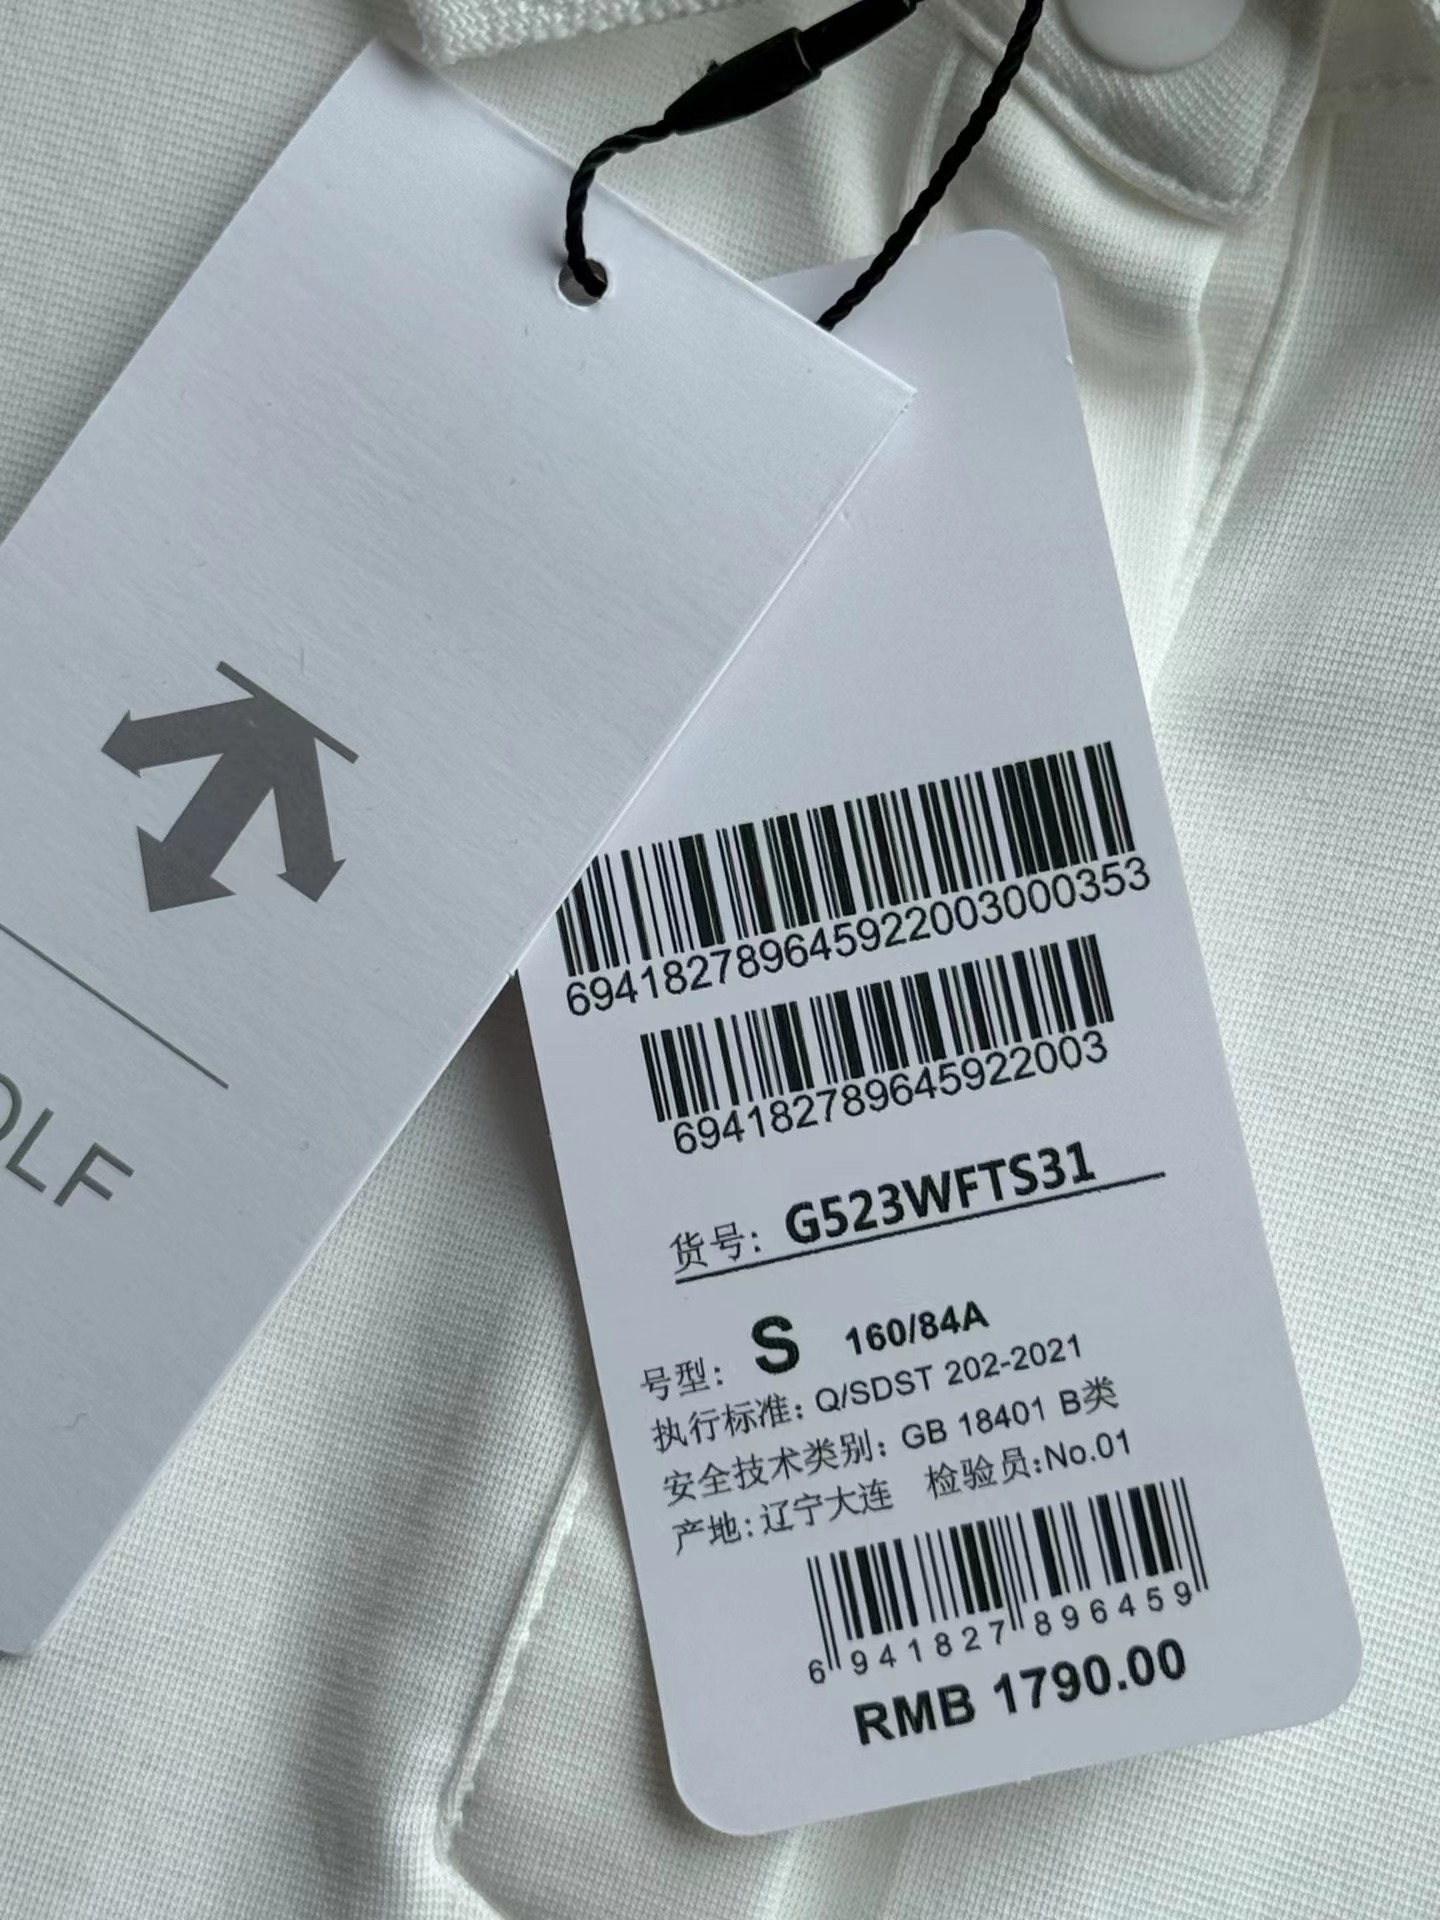 OLF
694182789645922003000353
694182789645922003
货号: G523WFTS31
号型: S 160/84A
执行标准: Q/SDST 202-2021
安全技术类别: GB 18401 B类
产地:辽宁大连 检验员:No.01
6 941827 896459
RMB 1790.00